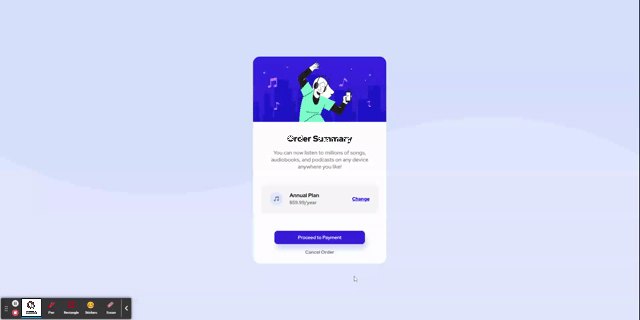 Order Summary
You can now listen to millions of songs,
audiobooks, and podcasts on any device
anywhere you like!
Annual Plan
$59.99/year
Change
Proceed to Payment
Cancel Order
Pen
Rectangle
Stickers
Eraser